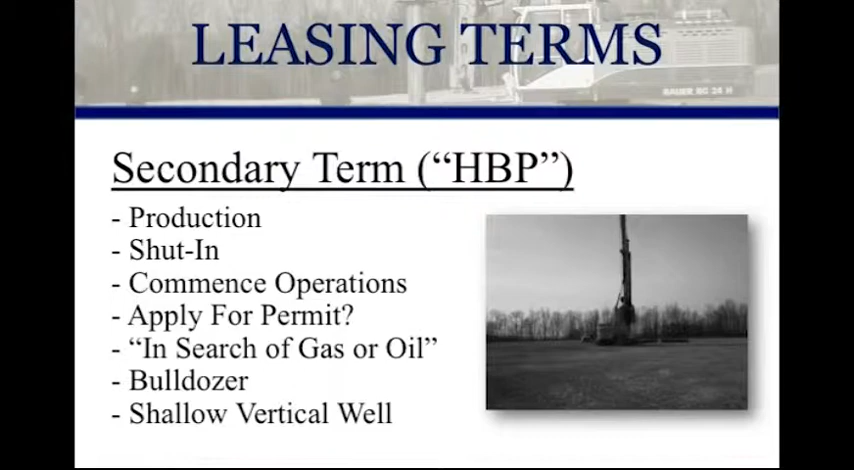 LEASING TERMS
BAUER BG 24 H
Secondary Term (“HBP”)
- Production
- Shut-In
- Commence Operations
- Apply For Permit?
- “In Search of Gas or Oil”
- Bulldozer
- Shallow Vertical Well